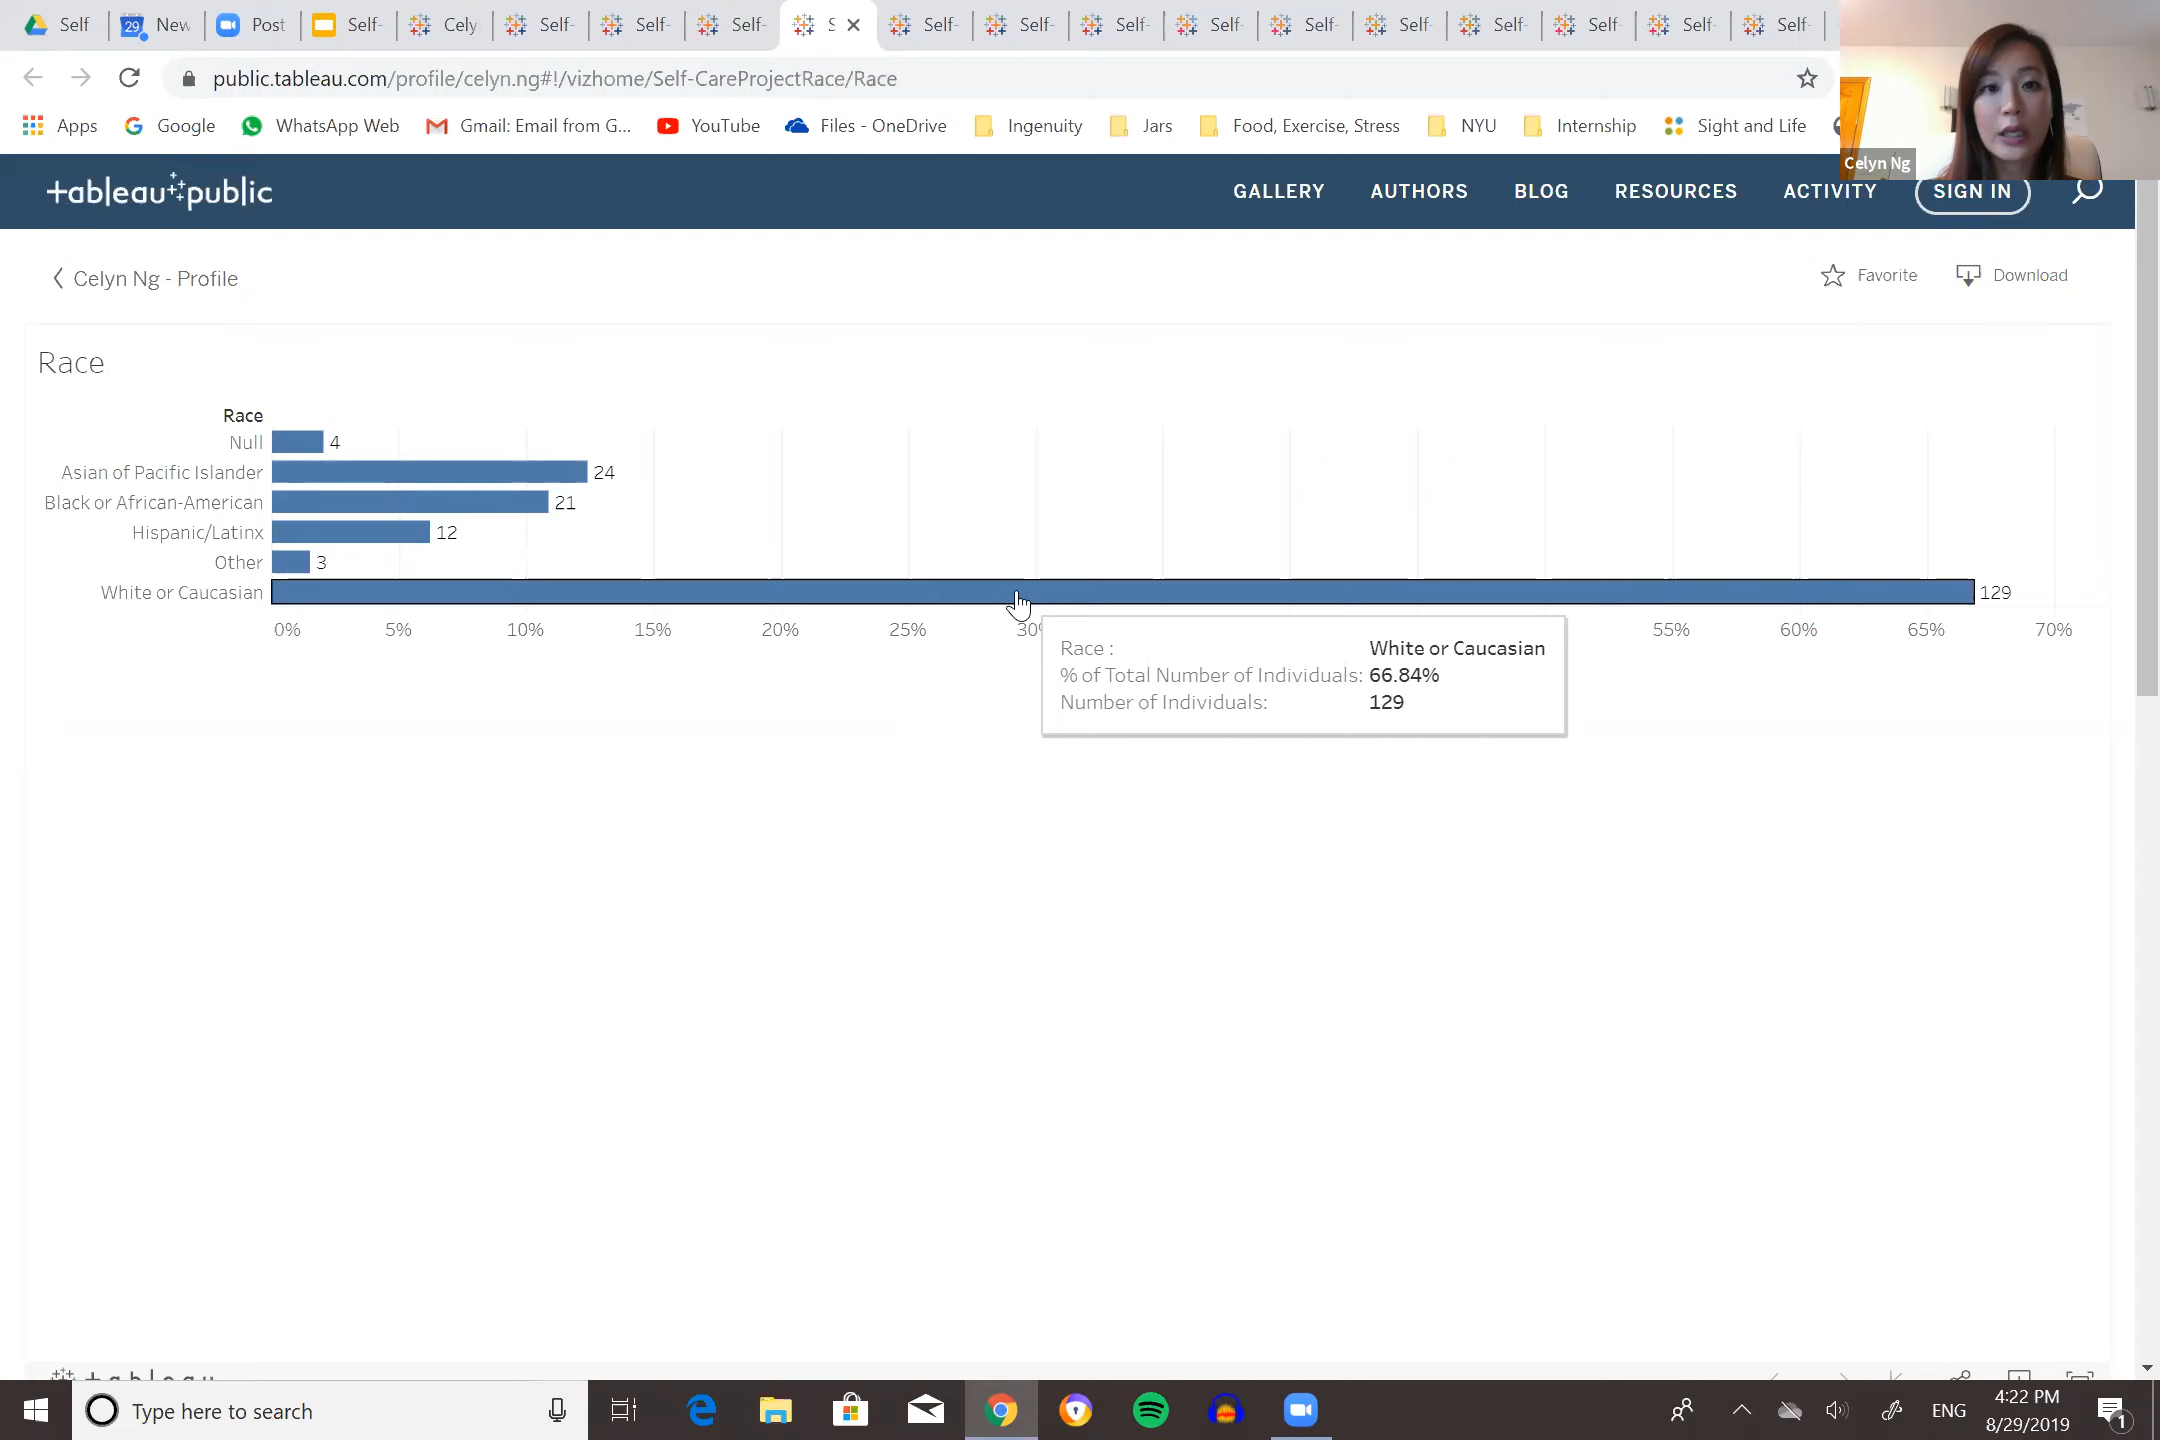 Self
29
New
Post
Self-
Cely
Self-
Self-
Self-
S
Self-
Self-
Self-
Self-
Self-
Self-
Self-
Self-
Self-
Self-
public.tableau.com/profile/celyn.ng#!/vizhome/Self-CareProjectRace/Race
Apps
Google
WhatsApp Web
Gmail: Email from G...
YouTube
Files - OneDrive
Ingenuity
Jars
Food, Exercise, Stress
NYU
Internship
Sight and Life
Celyn Ng
+ableau public
GALLERY
AUTHORS
BLOG
RESOURCES
ACTIVITY
SIGN IN
Celyn Ng - Profile
Favorite
Download
Race
Race
Null 4
Asian of Pacific Islander 24
Black or African-American 21
Hispanic/Latinx 12
Other 3
White or Caucasian 129
0% 5% 10% 15% 20% 25% 30% 55% 60% 65% 70%
Race : White or Caucasian
% of Total Number of Individuals: 66.84%
Number of Individuals: 129
+ableau
Type here to search
ENG
4:22 PM
8/29/2019
1